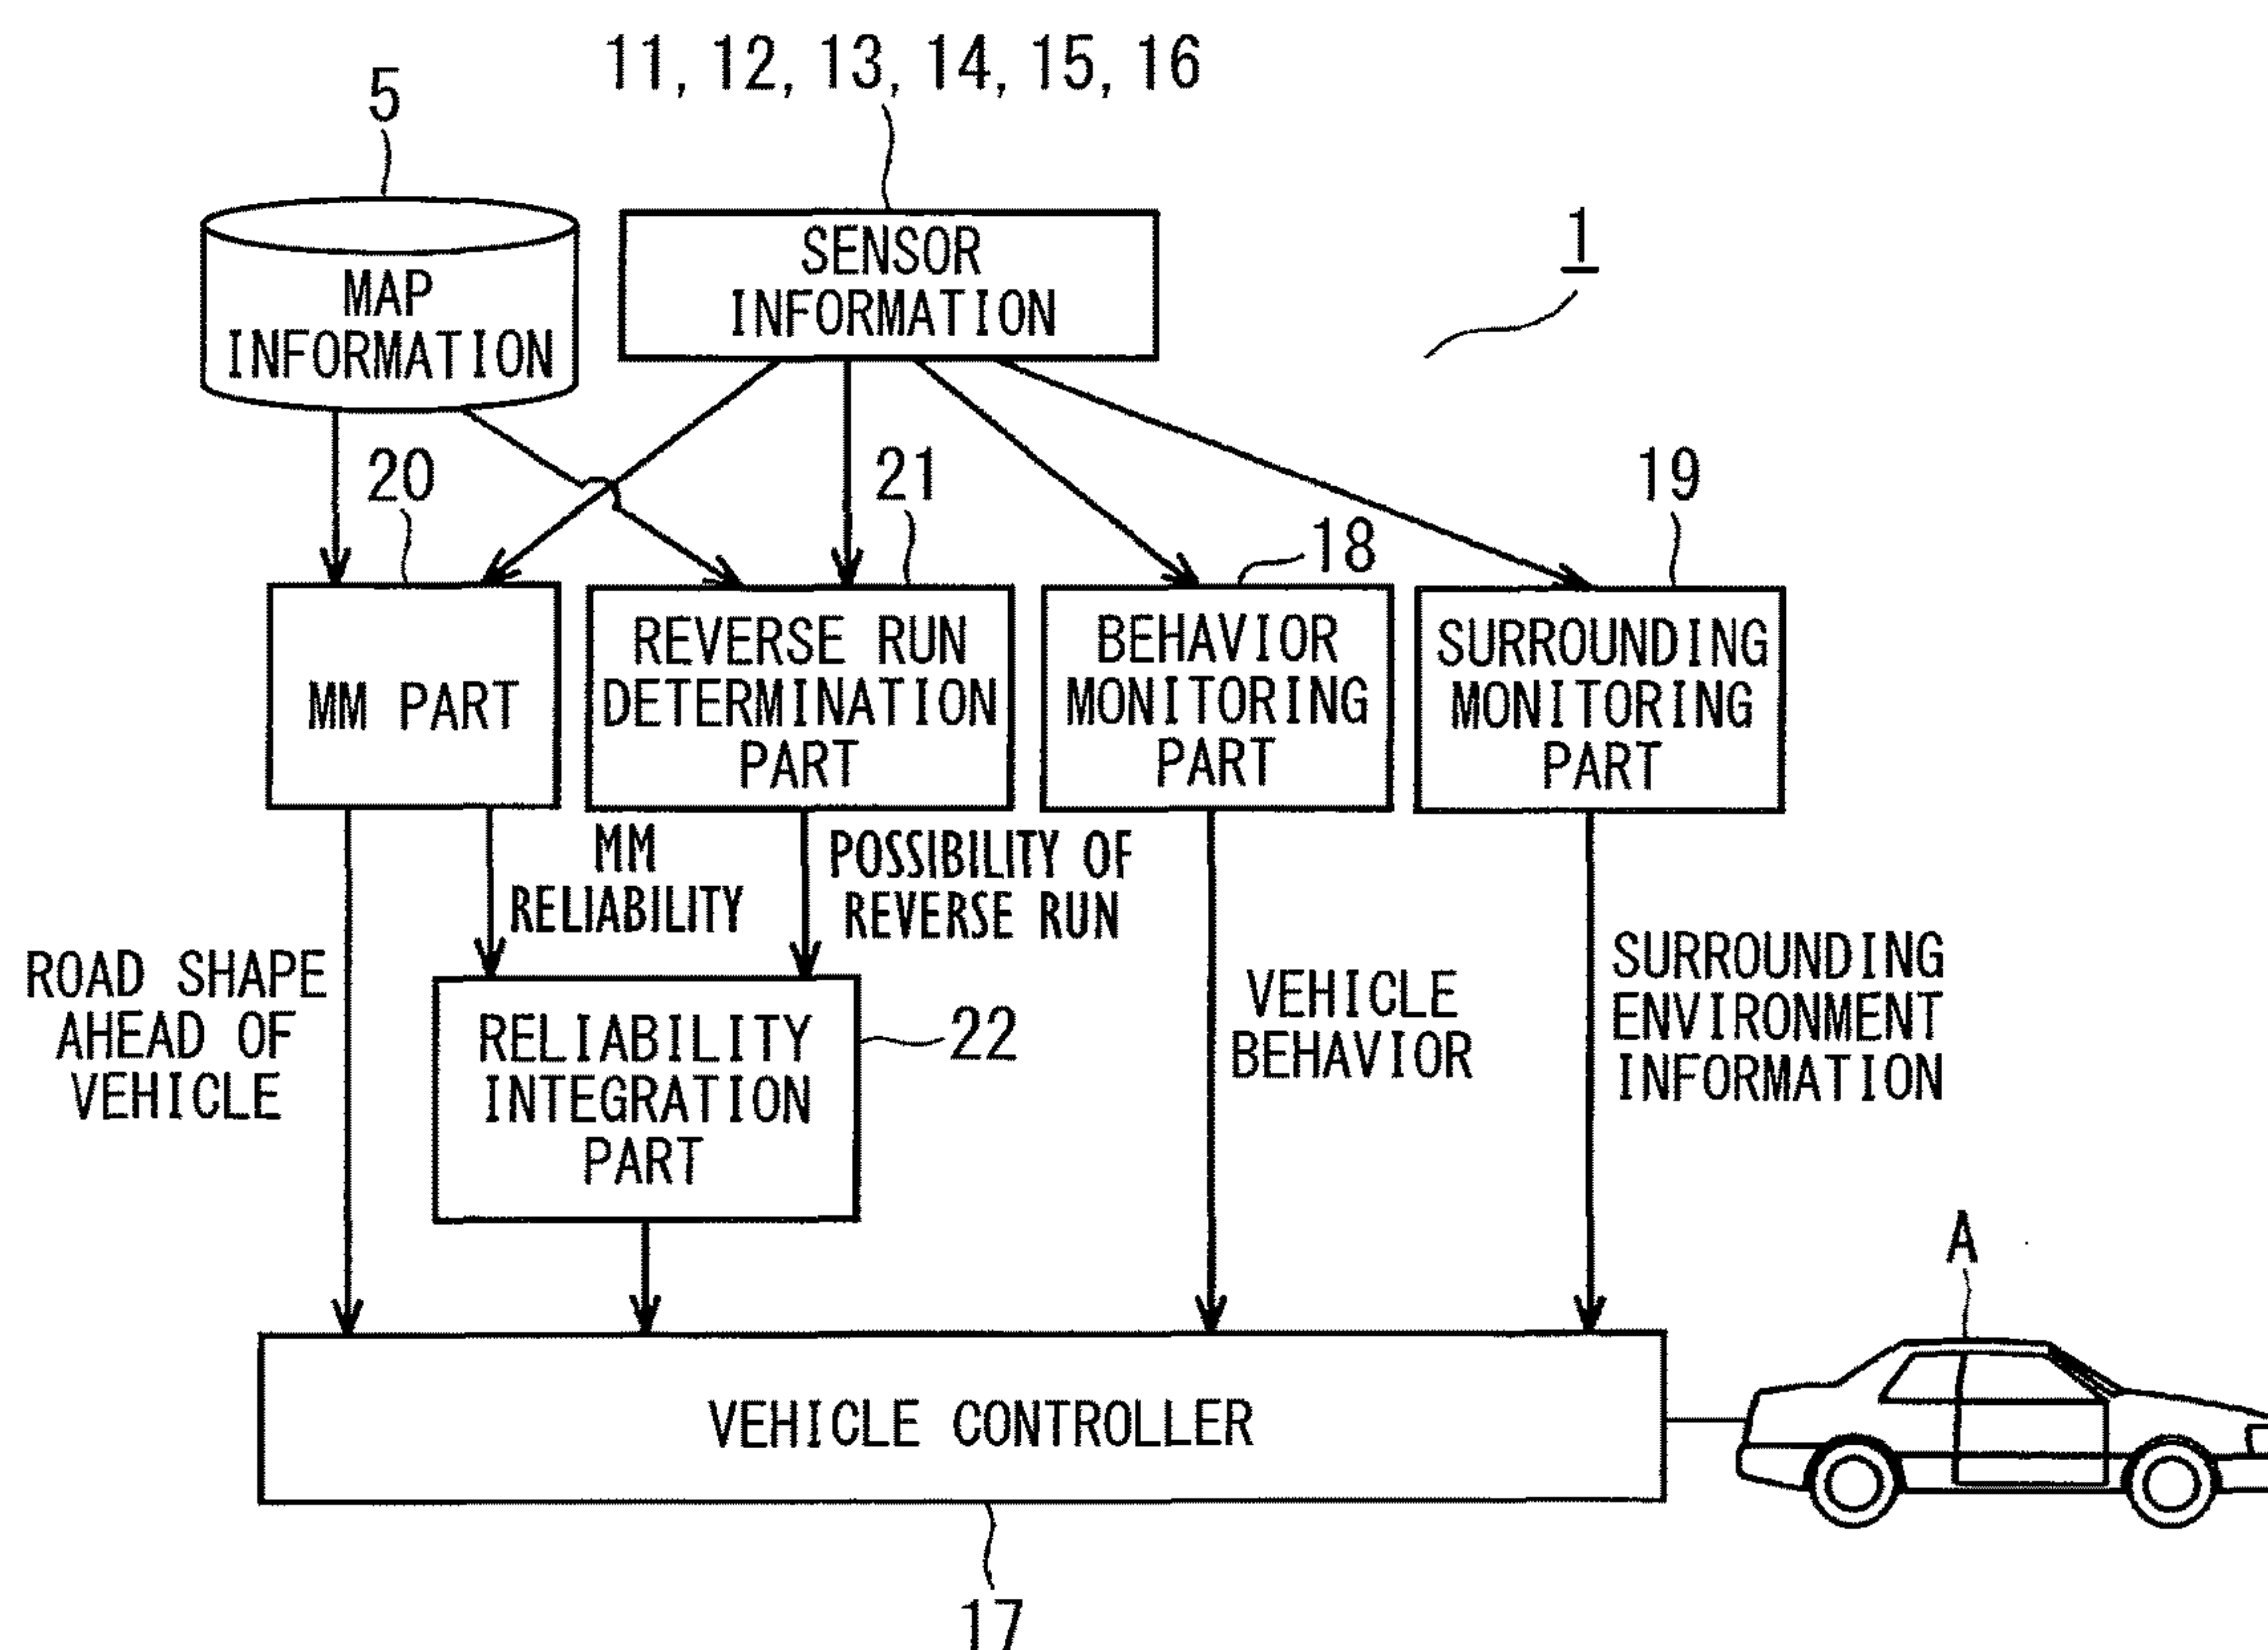 11, 12, 13, 14, 15, 16
5
1
MAP
INFORMATION
SENSOR
INFORMATION
20
21
18
19
MM PART
REVERSE RUN
DETERMINATION
PART
BEHAVIOR
MONITORING
PART
SURROUNDING
MONITORING
PART
MM
RELIABILITY
POSSIBILITY OF
REVERSE RUN
ROAD SHAPE
AHEAD OF
VEHICLE
RELIABILITY
INTEGRATION
PART
22
VEHICLE
BEHAVIOR
SURROUNDING
ENVIRONMENT
INFORMATION
A
VEHICLE CONTROLLER
17